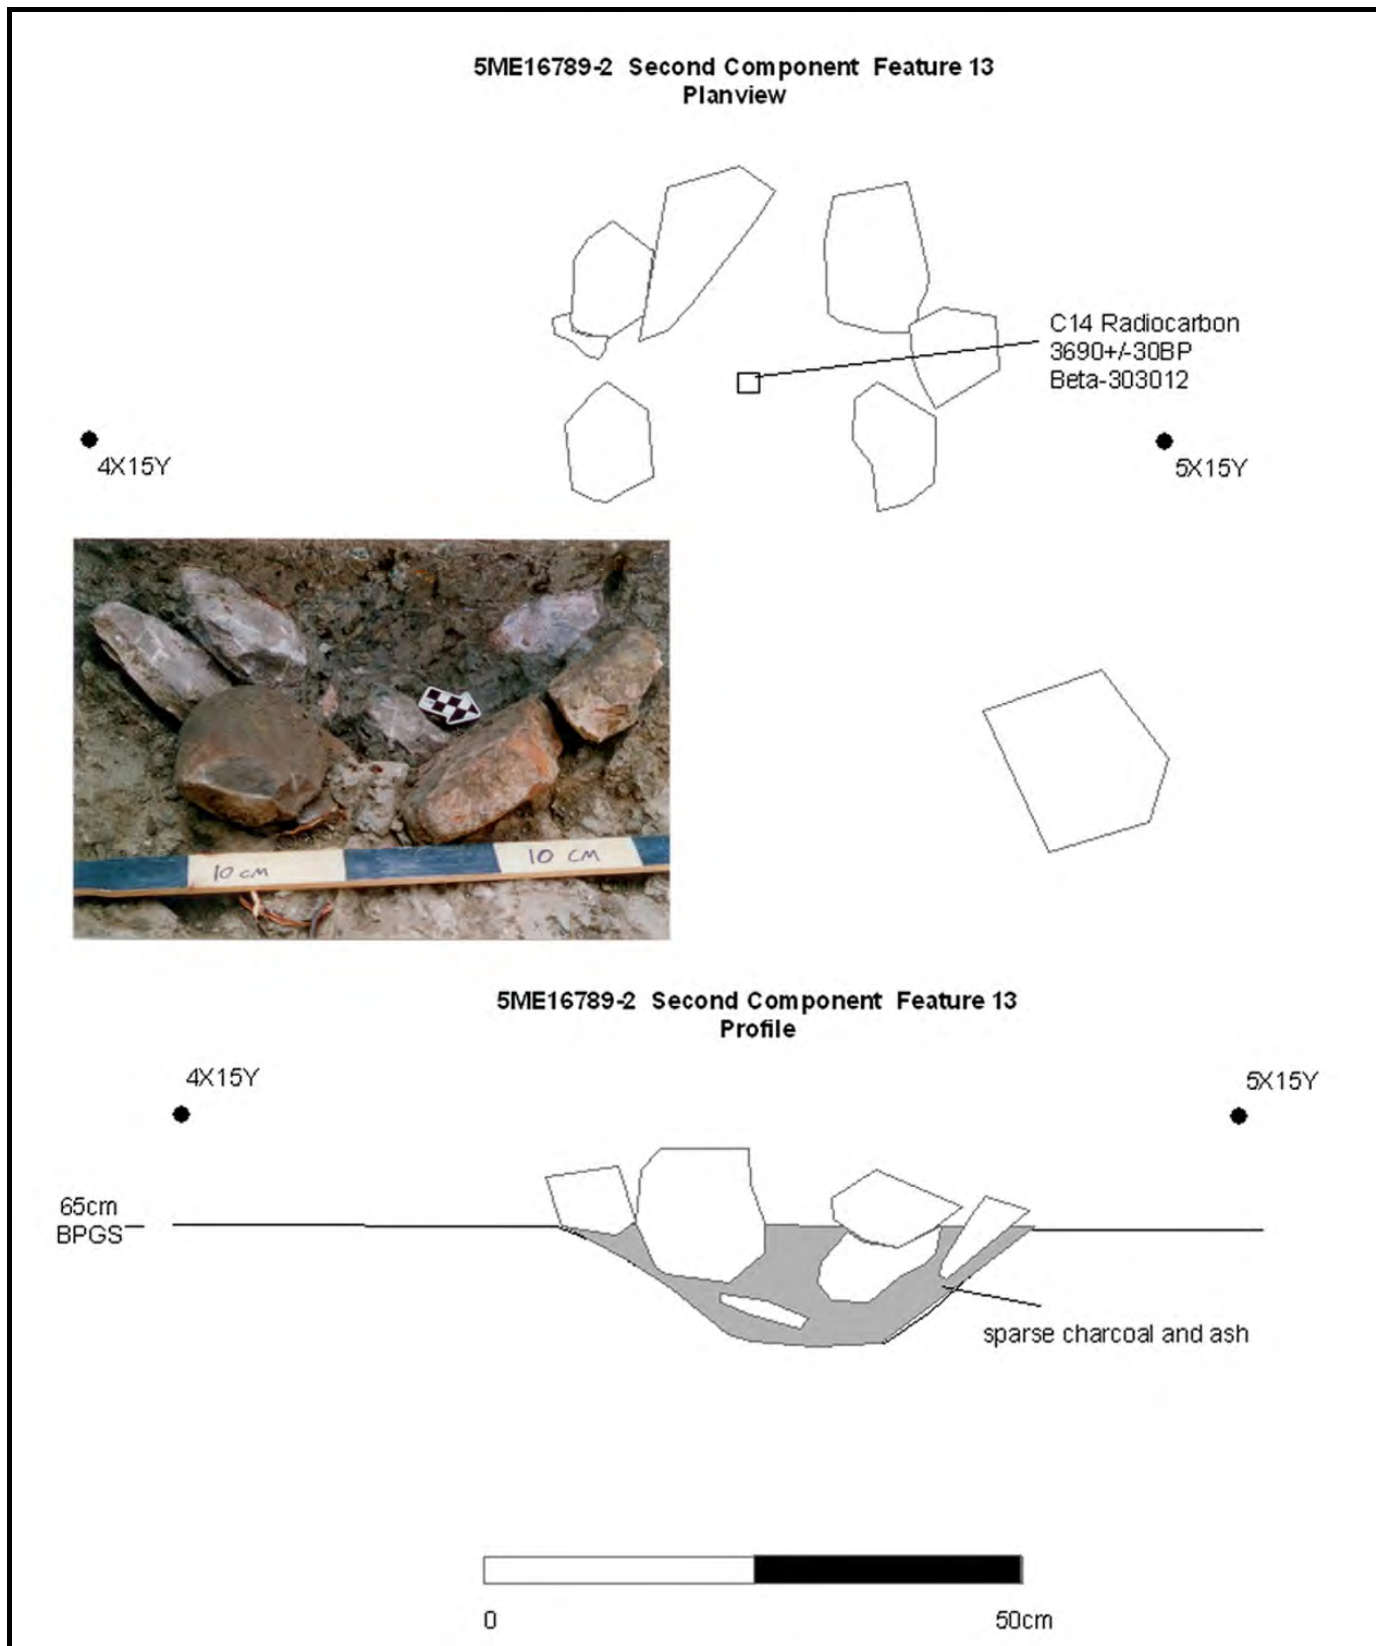 5ME16789-2 Second Component Feature 13
Planview
C14 Radiocarbon
3690+/-30BP
Beta-303012
4X15Y
5X15Y
10 CM
10 CM
5ME16789-2 Second Component Feature 13
Profile
4X15Y
5X15Y
65cm
BPGS
sparse charcoal and ash
0
50cm